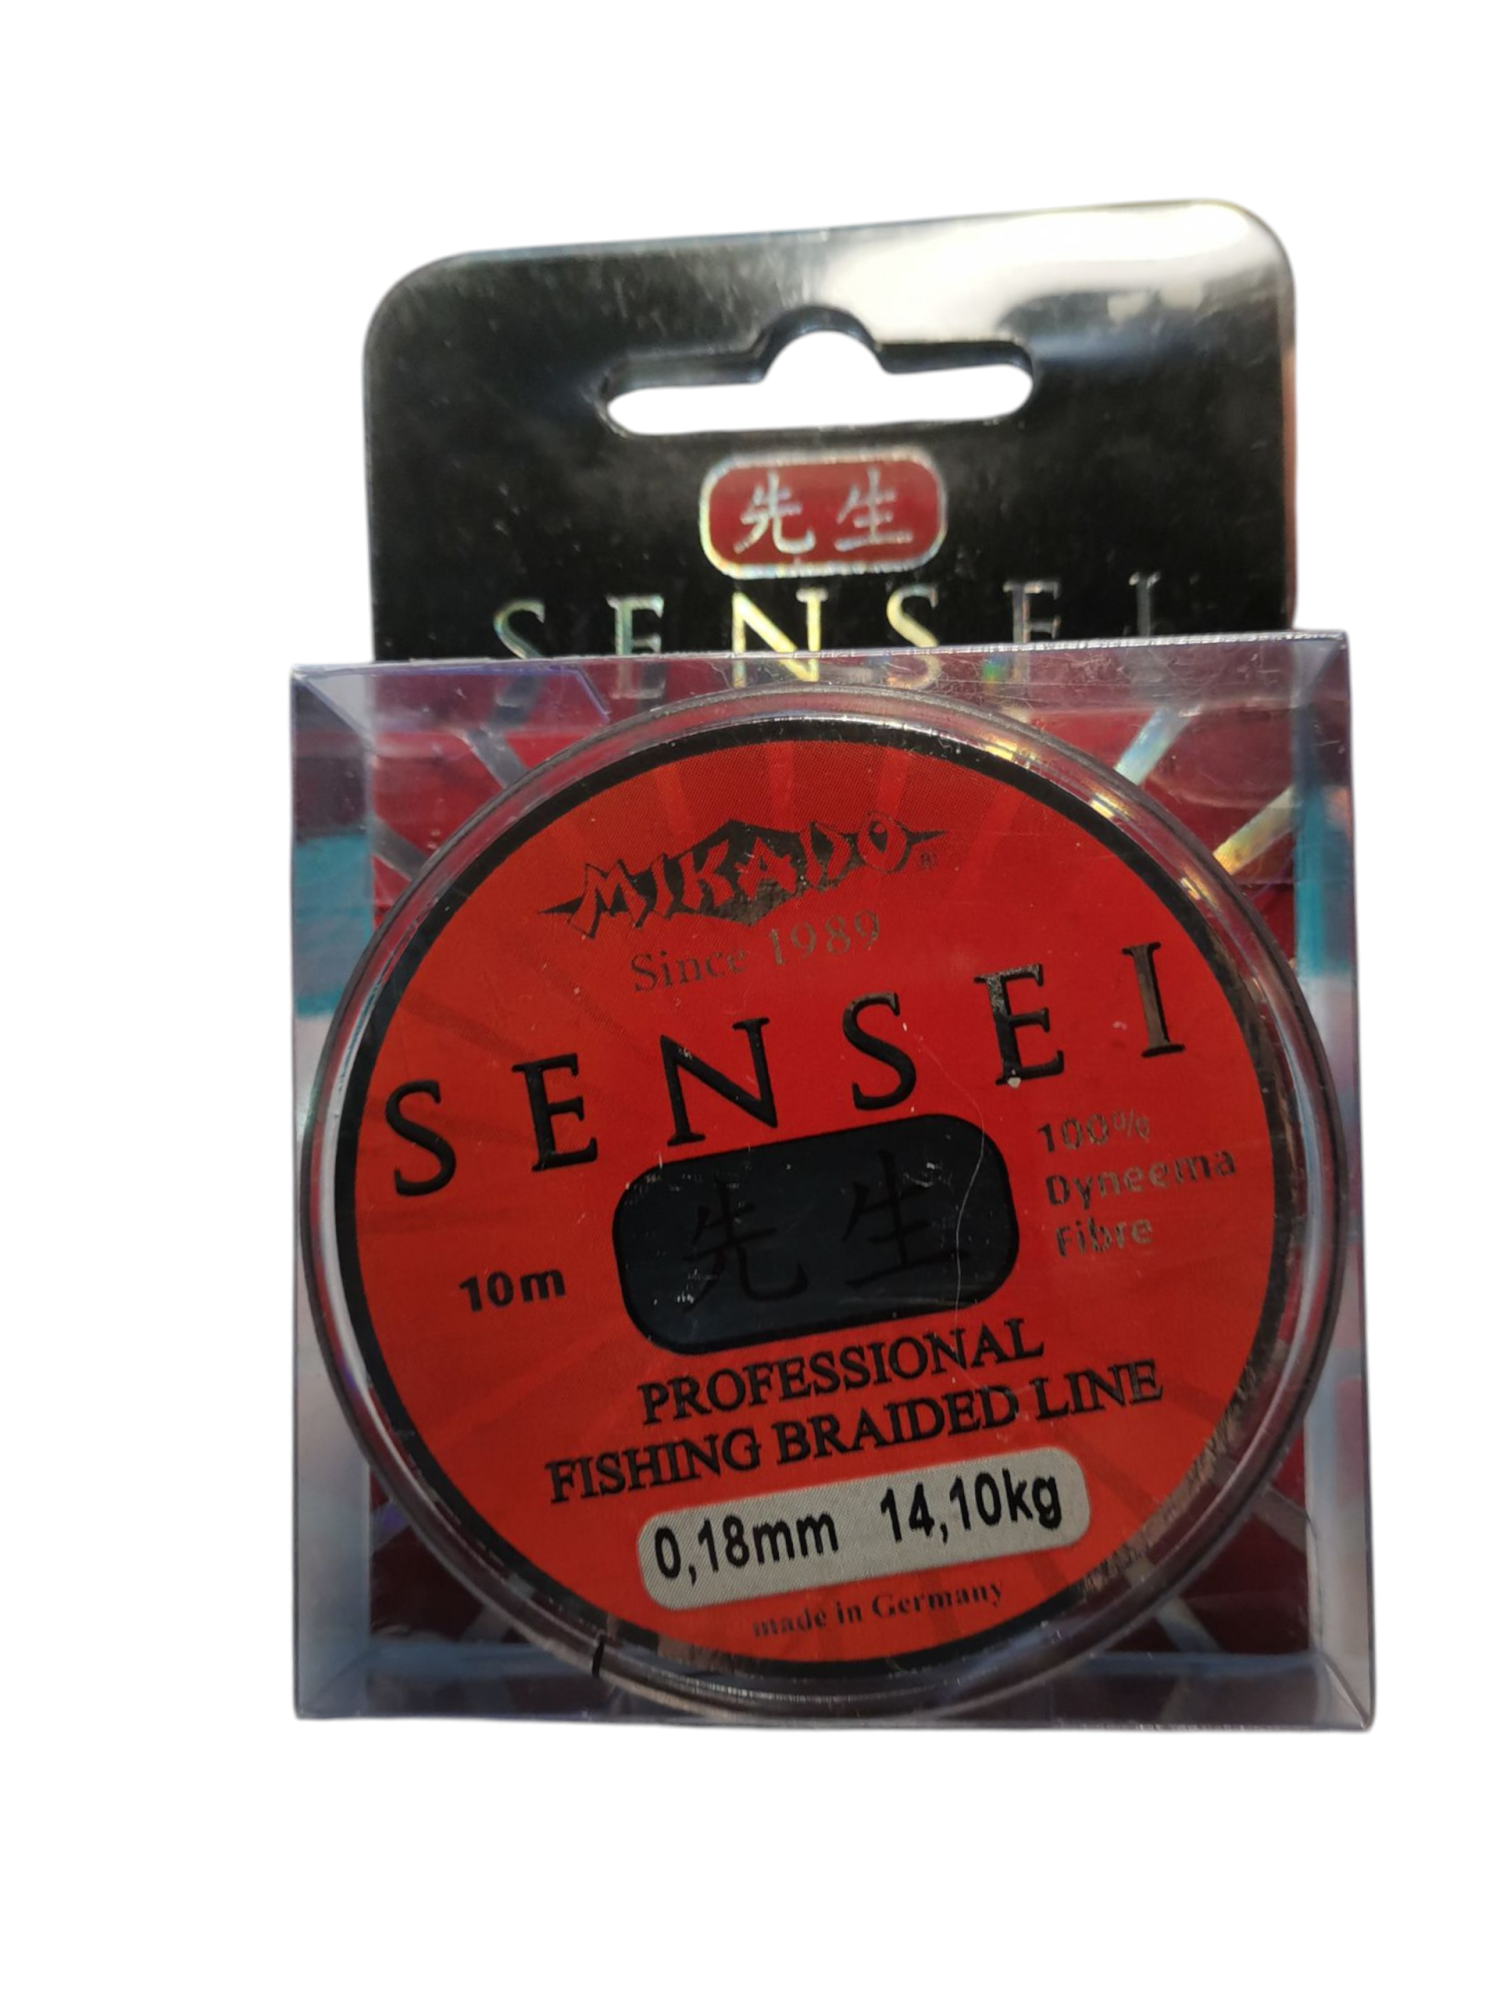 先生
SENSEI
MIKADO®
Since 1989
SENSEI
100%
Dyneema
Fibre
先生
10m
PROFESSIONAL
FISHING BRAIDED LINE
0,18mm 14,10kg
made in Germany